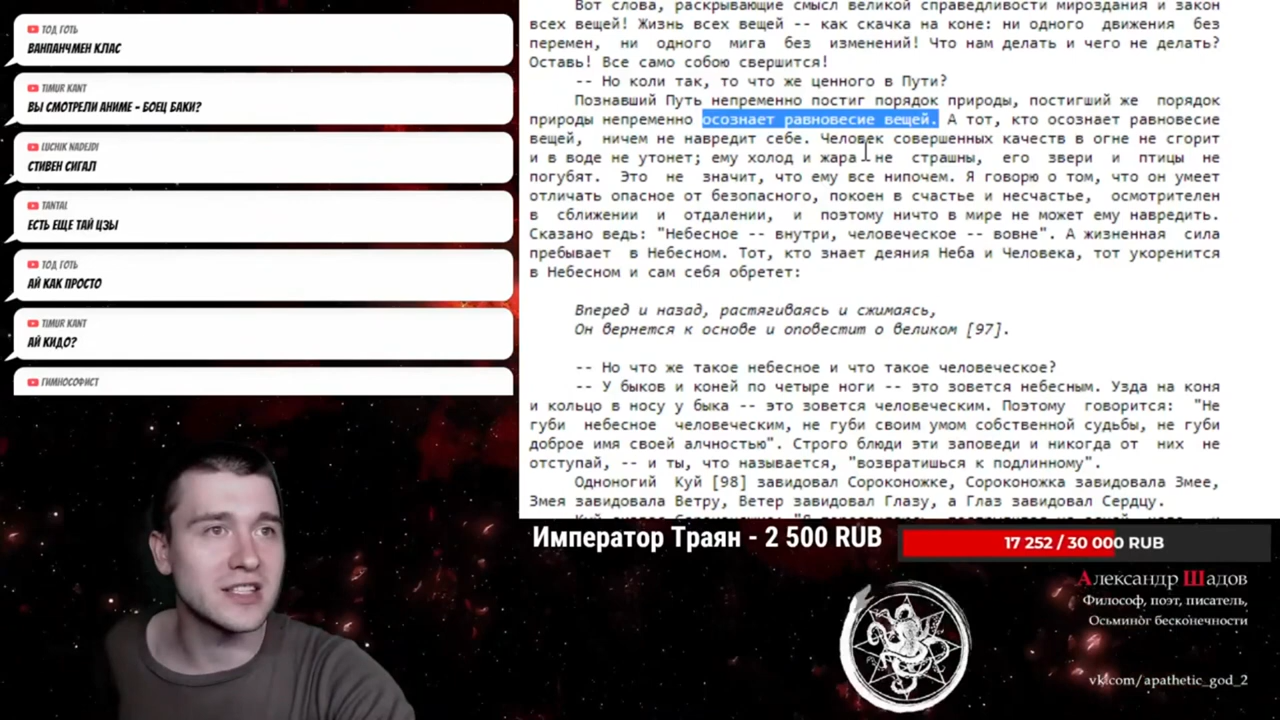 ТОД ГОТЬ
ВАНПАНЧМЕН КЛАС
TIMUR KANT
ВЫ СМОТРЕЛИ АНИМЕ - БОЕЦ БАКИ?
LUCHIK NADEJDI
СТИВЕН СИГАЛ
TANTAL
ЕСТЬ ЕЩЕ ТАЙ ЦЗЫ
ТОД ГОТЬ
АЙ КАК ПРОСТО
TIMUR KANT
АЙ КИДО?
ГИМНОСОФИСТ
Вот слова, раскрывающие смысл великой справедливости мироздания и закон
всех вещей! Жизнь всех вещей -- как скачка на коне: ни одного движения без
перемен, ни одного мига без изменений! Что нам делать и чего не делать?
Оставь! Все само собою свершится!
-- Но коли так, то что же ценного в Пути?
Познавший Путь непременно постиг порядок природы, постигший же порядок
природы непременно осознает равновесие вещей. А тот, кто осознает равновесие
вещей, ничем не навредит себе. Человек совершенных качеств в огне не сгорит
и в воде не утонет; ему холод и жара не страшны, его звери и птицы не
погубят. Это не значит, что ему все нипочем. Я говорю о том, что он умеет
отличать опасное от безопасного, покоен в счастье и несчастье, осмотрителен
в сближении и отдалении, и поэтому ничто в мире не может ему навредить.
Сказано ведь: "Небесное -- внутри, человеческое -- вовне". А жизненная сила
пребывает в Небесном. Тот, кто знает деяния Неба и Человека, тот укоренится
в Небесном и сам себя обретет:
Вперед и назад, растягиваясь и сжимаясь,
Он вернется к основе и оповестит о великом [97].
-- Но что же такое небесное и что такое человеческое?
-- У быков и коней по четыре ноги -- это зовется небесным. Узда на коня
и кольцо в носу у быка -- это зовется человеческим. Поэтому говорится: "Не
губи небесное человеческим, не губи своим умом собственной судьбы, не губи
доброе имя своей алчностью". Строго блюди эти заповеди и никогда от них не
отступай, -- и ты, что называется, "возвратишься к подлинному".
Одноногий Куй [98] завидовал Сороконожке, Сороконожка завидовала Змее,
Змея завидовала Ветру, Ветер завидовал Глазу, а Глаз завидовал Сердцу.
Император Траян - 2 500 RUB
17 252 / 30 000 RUB
Александр Шадов
Философ, поэт, писатель,
Осьминог бесконечности
vk.com/apathetic_god_2